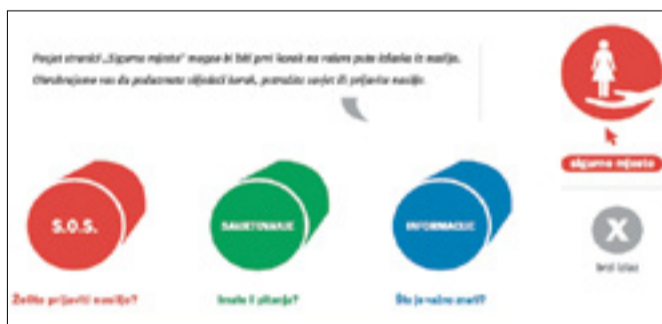 Posjet stranici „Sigurno mjesto" mogao bi biti prvi korak na vašem putu izlaska iz nasilja.
Ohrabrujemo vas da poduzmete sljedeći korak, potražite savjet ili prijavite nasilje.
sigurno mjesto
S.O.S.
SAVJETOVANJE
INFORMACIJE
X
brzi izlaz
Želite prijaviti nasilje?
Imate li pitanja?
Što je važno znati?